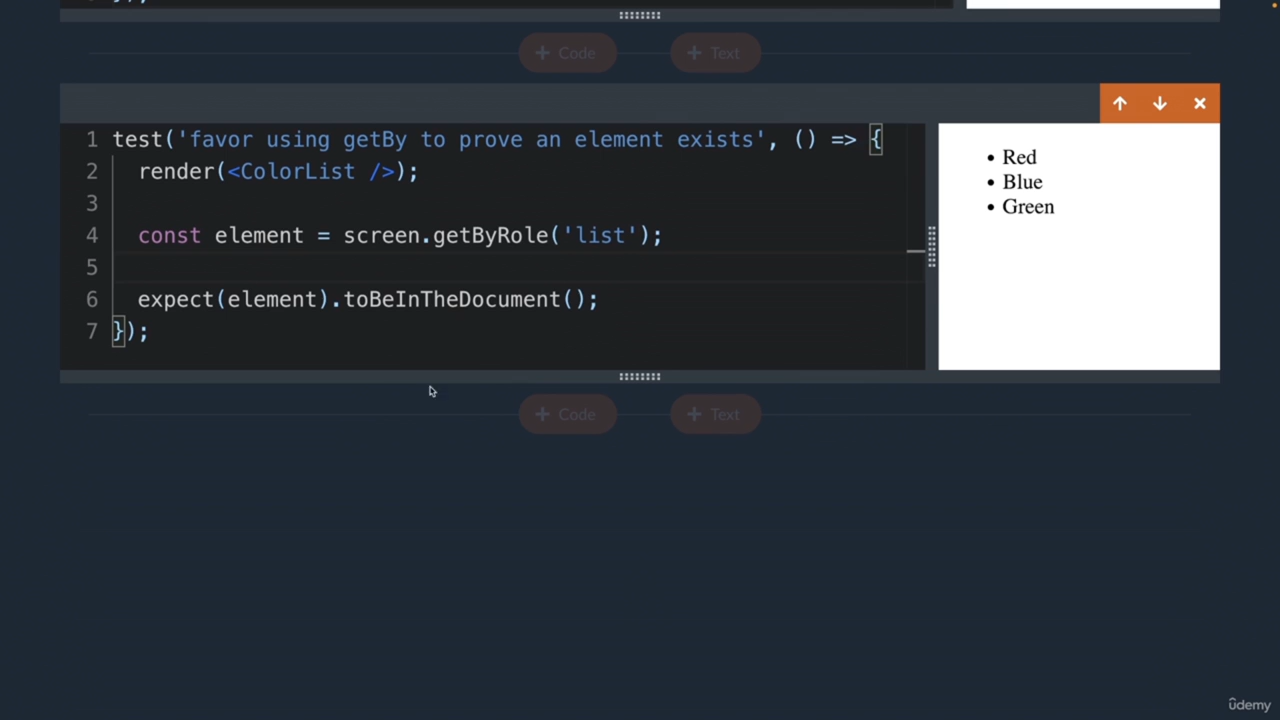 + Code + Text
1 test('favor using getBy to prove an element exists', () => {
2 render(<ColorList />);
3
4 const element = screen.getByRole('list');
5
6 expect(element).toBeInTheDocument();
7 });
• Red
• Blue
• Green
+ Code + Text
ûdemy